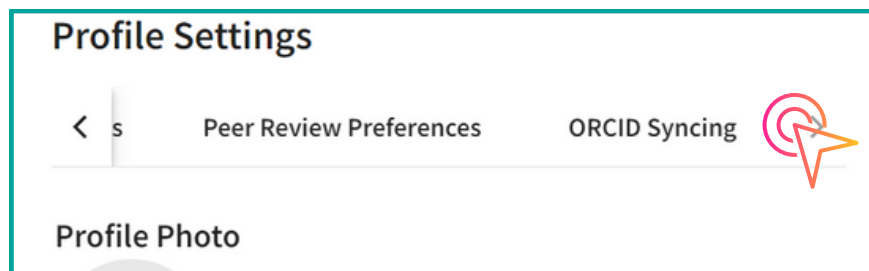 Profile Settings
s Peer Review Preferences ORCID Syncing
Profile Photo